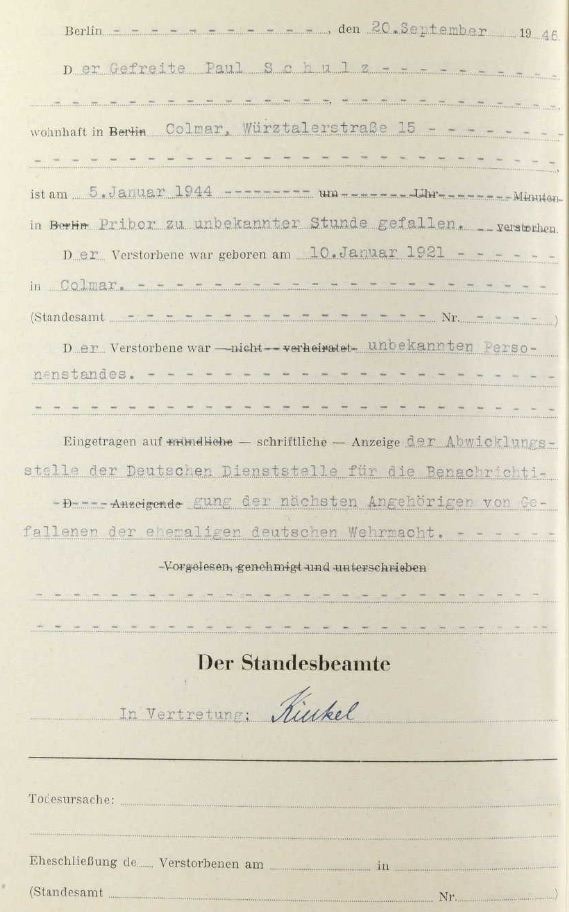 Berlin - - - - - - - - - - - -, den 20.September 1946
D er Gefreite Paul S c h u l z - - - - - - - - -
- - - - - - - - - - - - - - - - - - - - - -
wohnhaft in Berlin Colmar, Würztalerstraße 15 - - - - - -
- - - - - - - - - - - - - - - - - - - - - -
ist am 5.Januar 1944 --------- um ------ Uhr ------- Minuten
in Berlin Pribor zu unbekannter Stunde gefallen. -- verstorben.
D er Verstorbene war geboren am 10.Januar 1921 - - - - -
in Colmar. - - - - - - - - - - - - - - - - - -
(Standesamt - - - - - - - - - - - - - Nr. - - - - )
D er Verstorbene war — nicht — verheiratet unbekannten Perso-
nenstandes. - - - - - - - - - - - - - - - - - -
- - - - - - - - - - - - - - - - - - - - - -
Eingetragen auf mündliche — schriftliche — Anzeige der Abwicklungs-
stelle der Deutschen Dienststelle für die Benachrichti-
- D - - - - Anzeigende gung der nächsten Angehörigen von Ge-
fallenen der ehemaligen deutschen Wehrmacht. - - - - - -
Vorgelesen, genehmigt und unterschrieben
- - - - - - - - - - - - - - - - - - - - - -
- - - - - - - - - - - - - - - - - - - - - -
Der Standesbeamte
In Vertretung: Kinkel
Todesursache:
Eheschließung de Verstorbenen am in
(Standesamt Nr. )